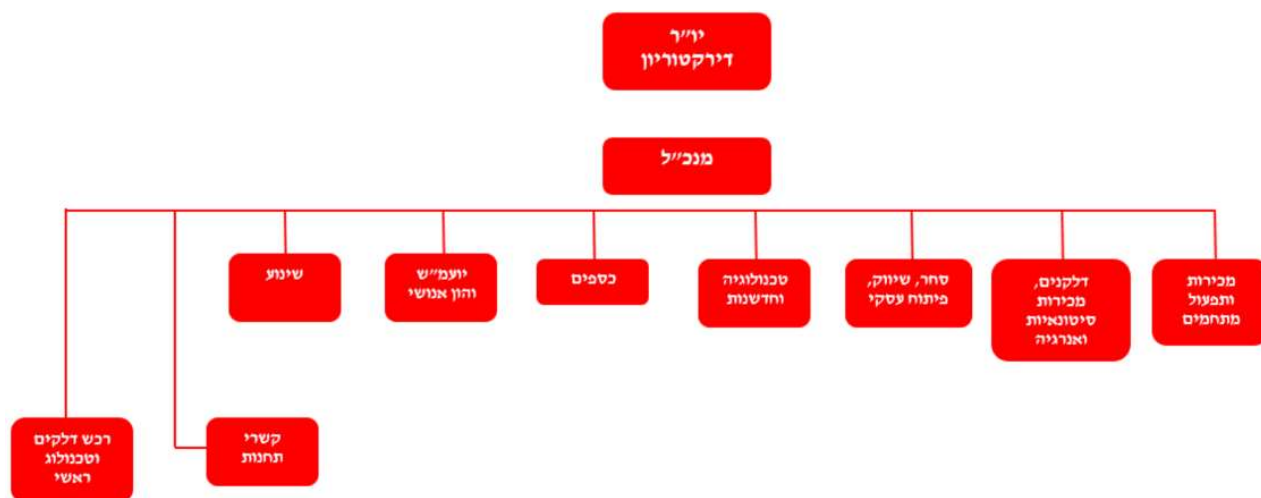 יו״ר
דירקטוריון
מנכ״ל
מכירות
ותפעול
מתחמים
דלקנים,
מכירות
סיטונאיות
ואנרגיה
סחר, שיווק,
פיתוח עסקי
טכנולוגיה
וחדשנות
כספים
יועמ״ש
והון אנושי
שינוע
קשרי
תחנות
רכש דלקים
וטכנולוג
ראשי